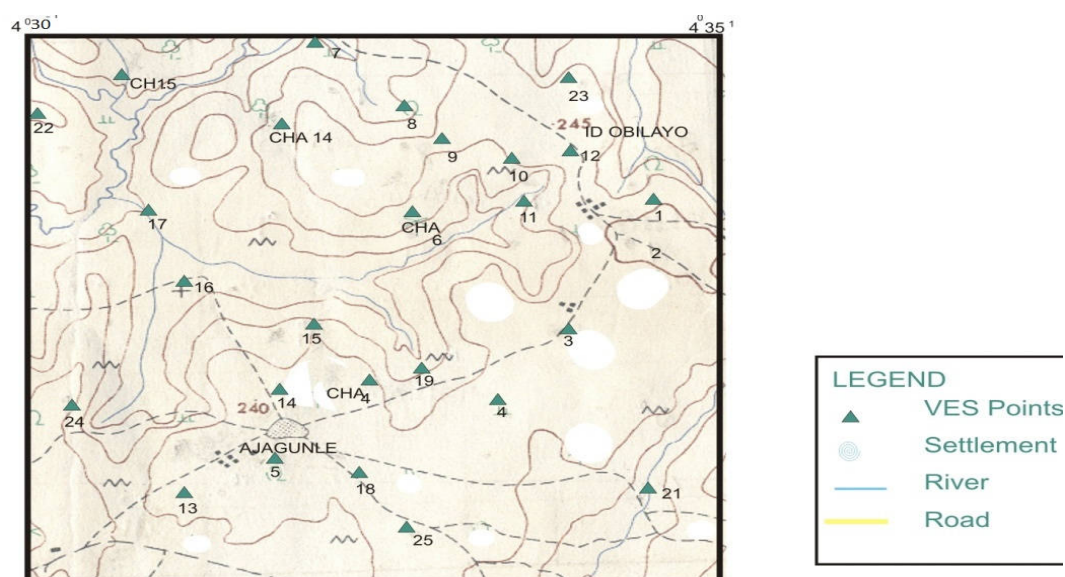 4°30'
4°35¹
7
CH15
23
22
8
245
CHA 14
ID OBILAYO
9
12
10
11
1
17
CHA
6
2
16
15
3
19
CHA
4
14
4
240
24
AJAGUNLE
5
18
21
13
25
LEGEND
VES Points
Settlement
River
Road